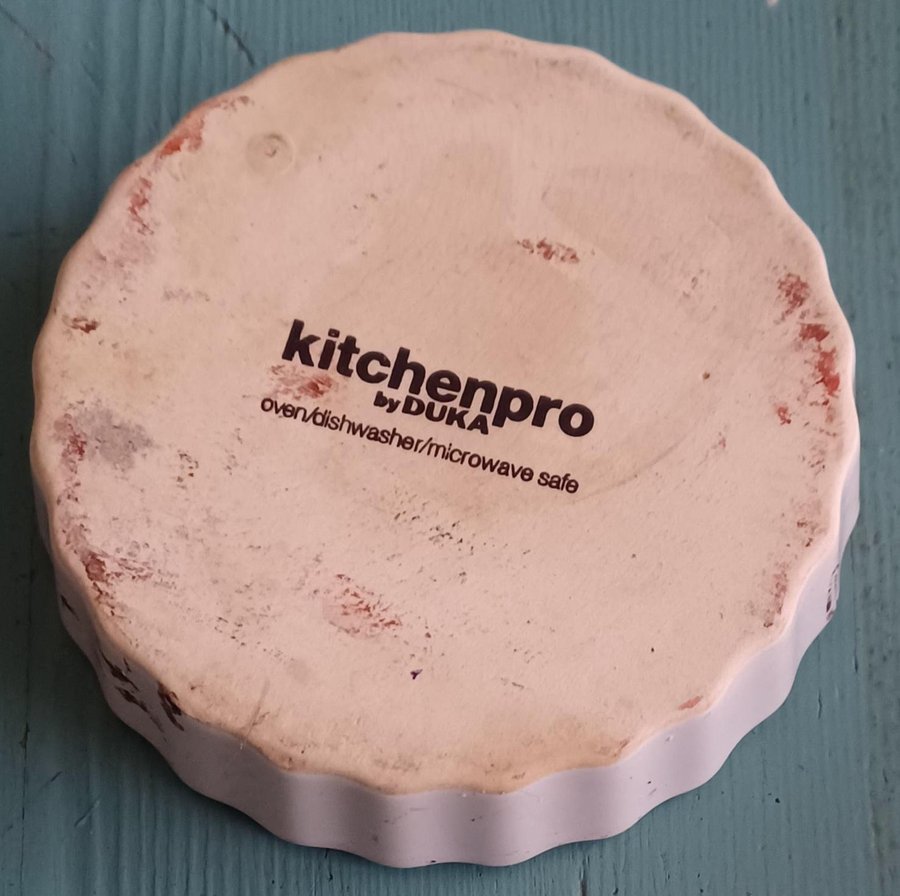 kitchenpro
by DUKA
oven/dishwasher/microwave safe